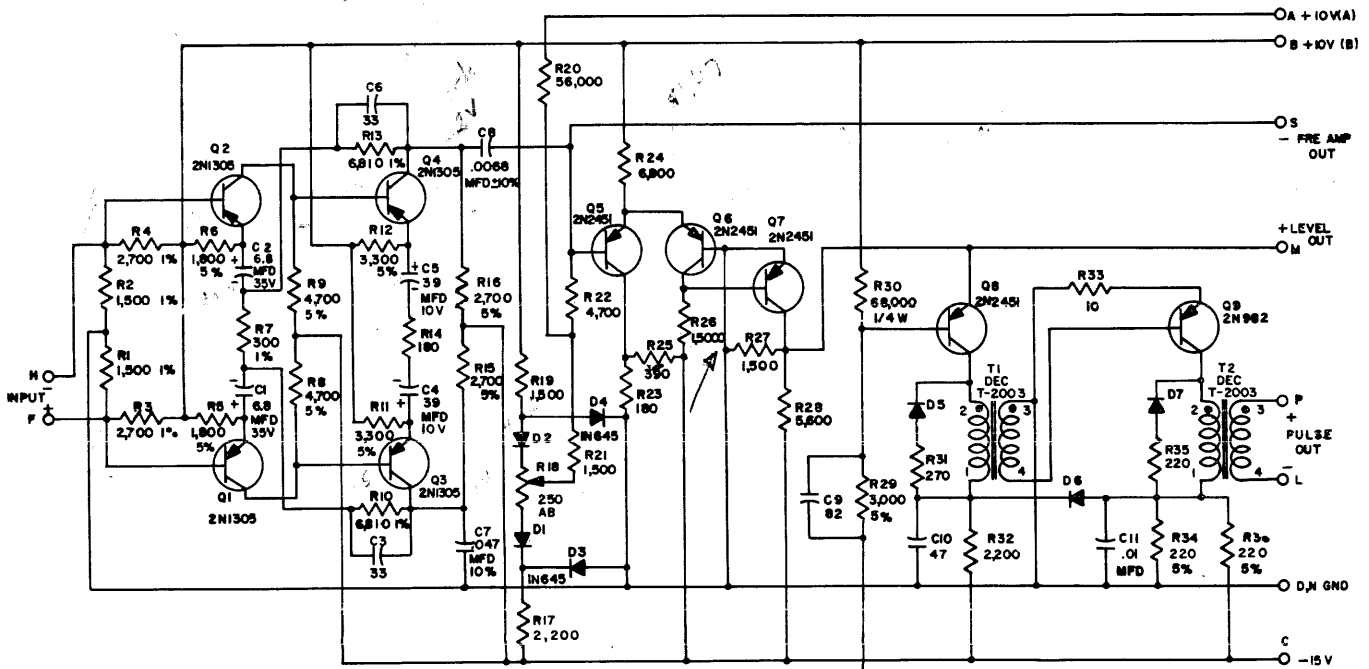 A + 10V(A)
B + 10V (B)
R20
56,000
C6
33
R13
6,810 1%
C8
.0068
MFD±10%
S
- PRE AMP
OUT
Q2
2N1305
Q4
2N1305
R24
6,800
Q5
2N2451
Q6
2N2451
Q7
2N2451
+ LEVEL
OUT
M
R4
2,700 1%
R6
1,800
5%
C2
6.8
MFD
35V
R12
3,300
5%
C5
39
MFD
10V
R16
2,700
5%
R2
1,500 1%
R9
4,700
5%
R22
4,700
R30
68,000
1/4 W
Q8
2N2451
R33
10
Q9
2N982
R7
300
1%
R14
180
R26
1,5000
R27
1,500
R25
390
R1
1,500 1%
C1
6.8
MFD
35V
R8
4,700
5%
C4
39
MFD
10V
R15
2,700
5%
R19
1,500
D4
IN645
R23
180
R28
5,600
T1
DEC
T-2003
T2
DEC
T-2003
H
-
INPUT
+
F
R3
2,700 1%
R5
1,800
5%
R11
3,300
5%
D2
R18
250
AB
R21
1,500
D5
2
3
1
4
D7
2
3
1
4
P
+
PULSE
OUT
-
L
R31
270
R35
220
Q1
2N1305
Q3
2N1305
R10
6,810 1%
C3
33
C7
.047
MFD
10%
D1
D3
IN645
C9
82
R29
3,000
5%
D6
C10
47
R32
2,200
C11
.01
MFD
R34
220
5%
220
5%
R17
2,200
D,N GND
C
-15V